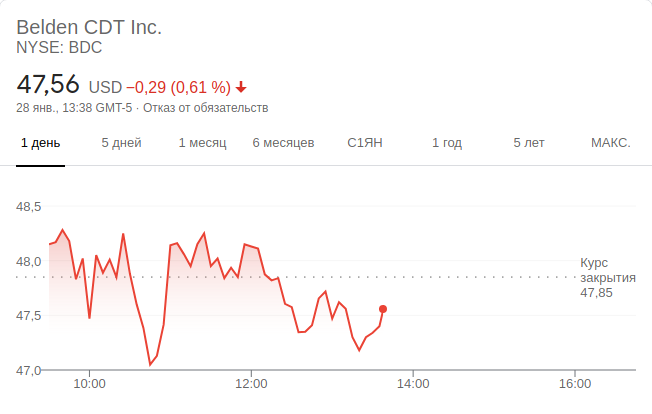 Belden CDT Inc.
NYSE: BDC
47,56 USD −0,29 (0,61 %)
28 янв., 13:38 GMT-5 · Отказ от обязательств
1 день 5 дней 1 месяц 6 месяцев С1ЯН 1 год 5 лет МАКС.
48,5
48,0
Курс
закрытия
47,85
47,5
47,0
10:00 12:00 14:00 16:00